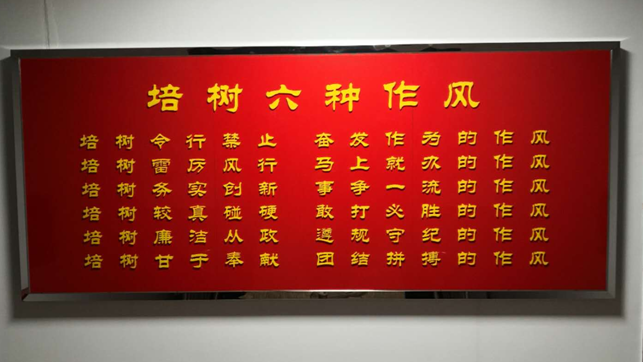 培树六种作风
培树令行禁止 奋发作为的作风
培树雷厉风行 马上就办的作风
培树务实创新 事争一流的作风
培树较真碰硬 敢打必胜的作风
培树廉洁从政 遵规守纪的作风
培树甘于奉献 团结拼搏的作风